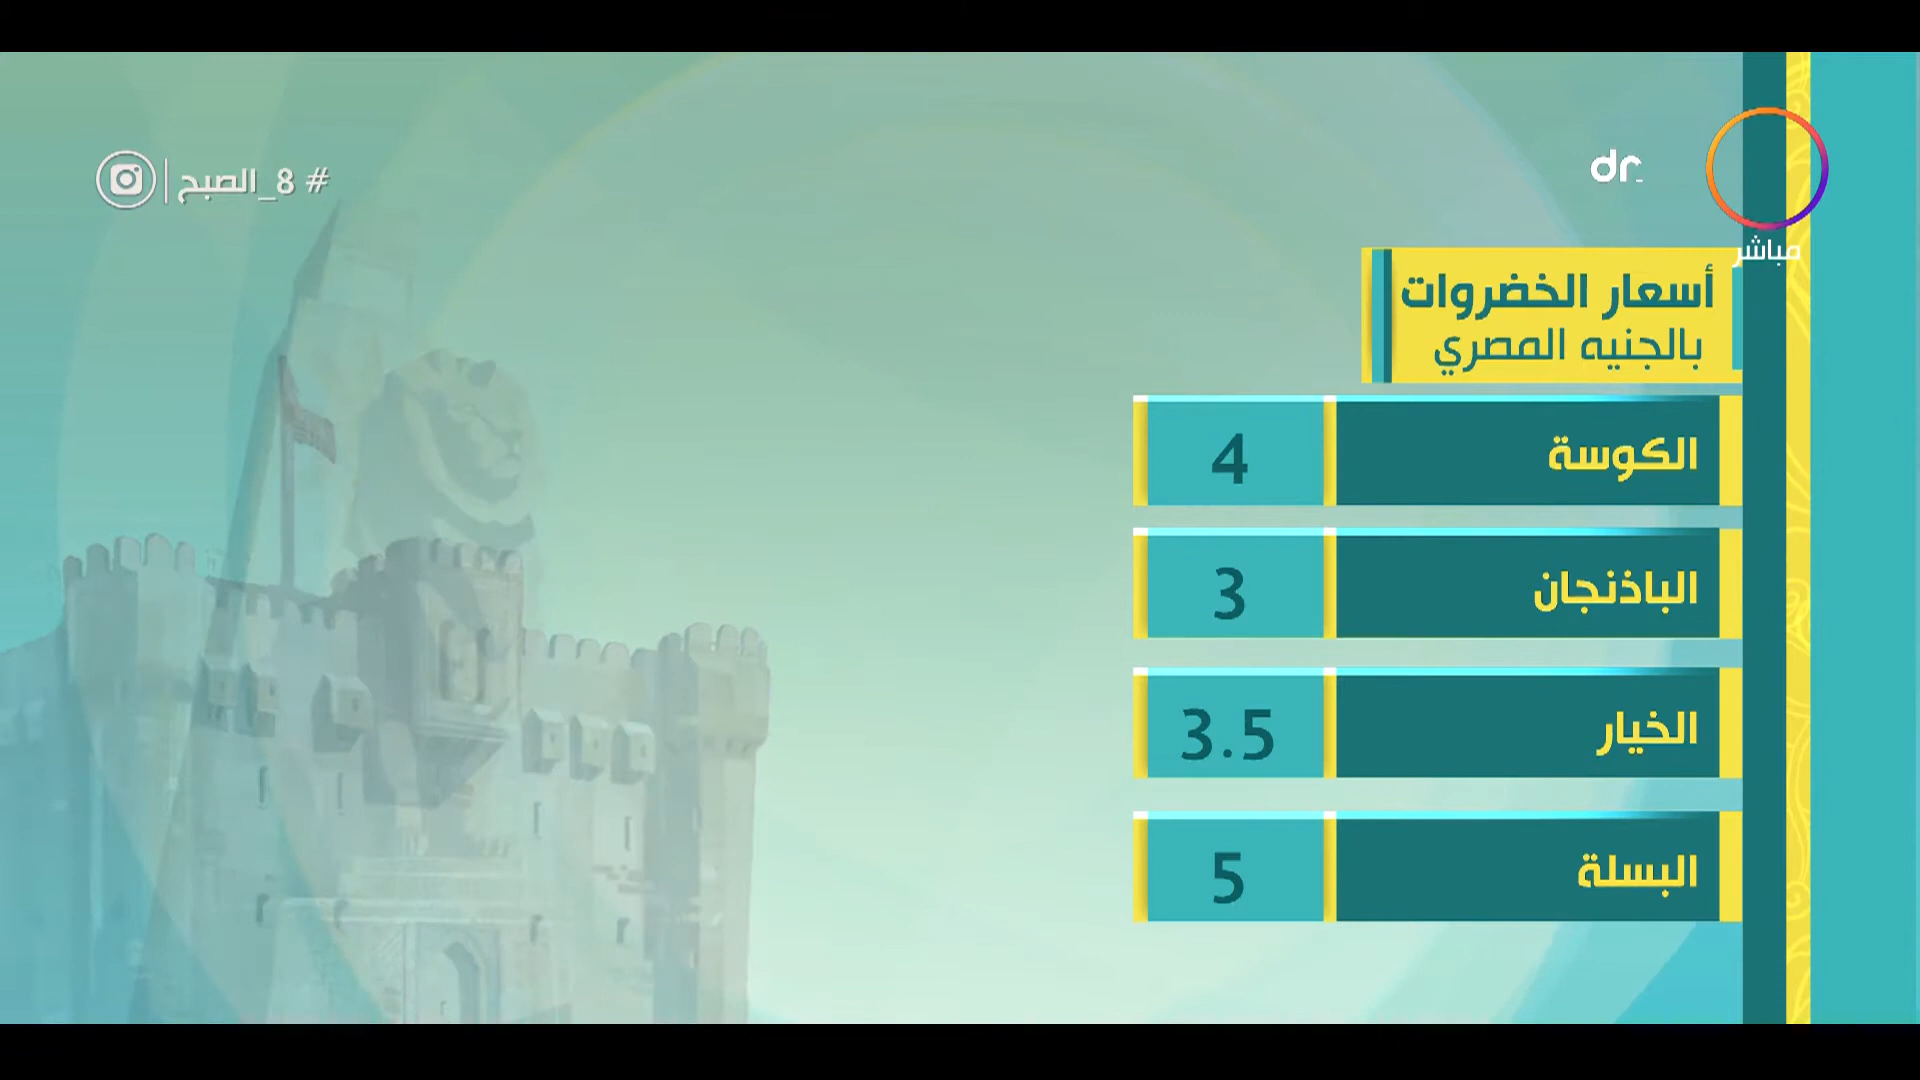 # 8_الصبح
dr
مباشر
أسعار الخضروات
بالجنيه المصري
الكوسة 4
الباذنجان 3
الخيار 3.5
البسلة 5